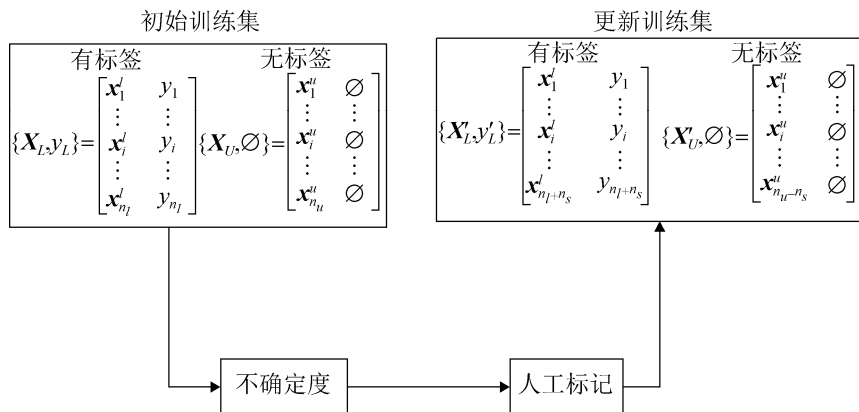 初始训练集
有标签 无标签
{X_L,y_L}= [x_1^l y_1 ⋮ ⋮ x_i^l y_i ⋮ ⋮ x_{n_l}^l y_{n_l}]
{X_U,∅}= [x_1^u ∅ ⋮ ⋮ x_i^u ∅ ⋮ ⋮ x_{n_u}^u ∅]
更新训练集
有标签 无标签
{X'_L,y'_L}= [x_1^l y_1 ⋮ ⋮ x_i^l y_i ⋮ ⋮ x_{n_l+n_s}^l y_{n_l+n_s}]
{X'_U,∅}= [x_1^u ∅ ⋮ ⋮ x_i^u ∅ ⋮ ⋮ x_{n_u-n_s}^u ∅]
不确定度
人工标记